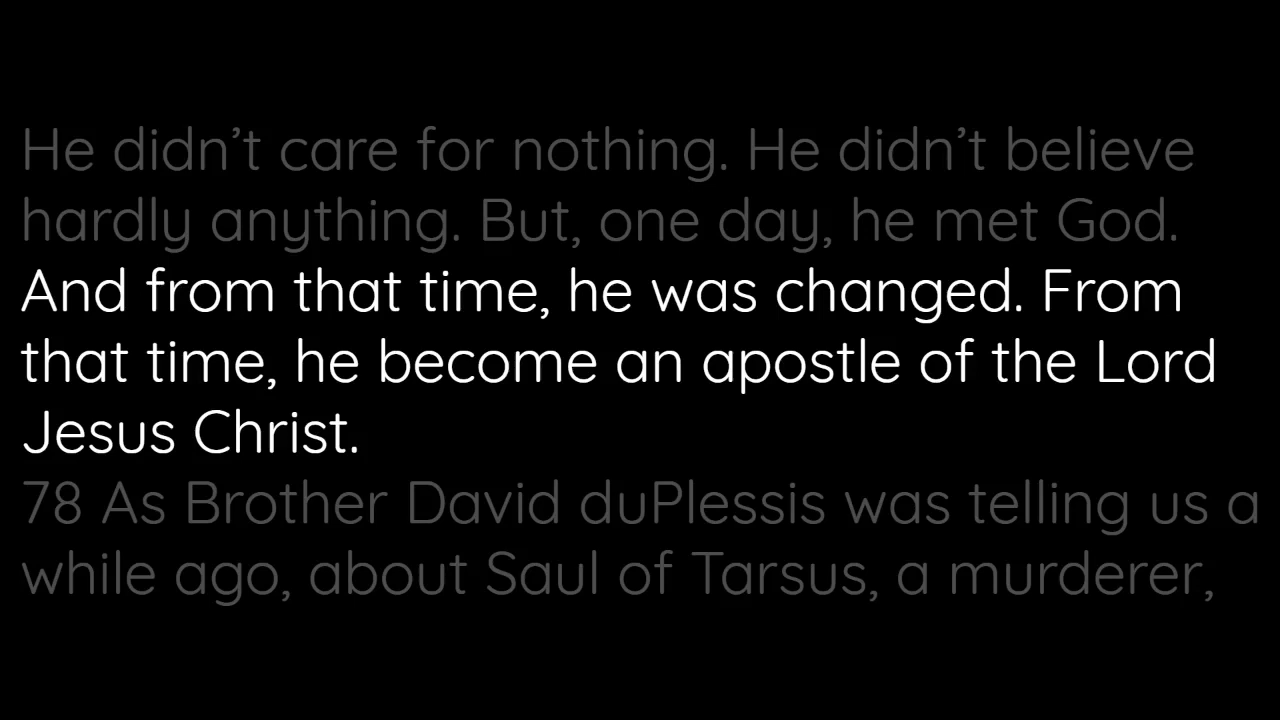 He didn’t care for nothing. He didn’t believe
hardly anything. But, one day, he met God.
And from that time, he was changed. From
that time, he become an apostle of the Lord
Jesus Christ.
78 As Brother David duPlessis was telling us a
while ago, about Saul of Tarsus, a murderer,